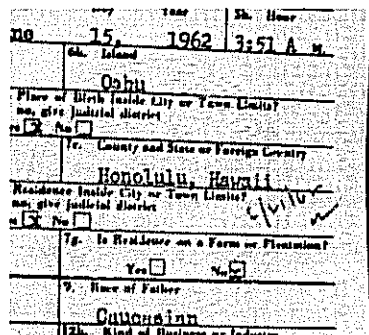 Day Year 5b. Hour
15, 1962 3:51 A M.
6b. Island
Oahu
Place of Birth Inside City or Town Limits?
no, give judicial district
No
7c. County and State or Foreign Country
Honolulu, Hawaii
Residence Inside City or Town Limits?
no, give judicial district
No
7g. Is Residence on a Farm or Plantation?
Yes No
9. Race of Father
Caucasian
12b. Kind of Business or Industry